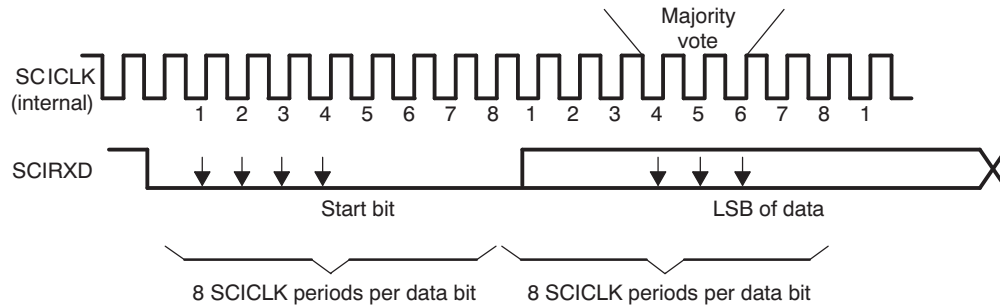 Majority
vote
SCICLK
(internal)
1 2 3 4 5 6 7 8 1 2 3 4 5 6 7 8 1
SCIRXD
Start bit LSB of data
8 SCICLK periods per data bit 8 SCICLK periods per data bit